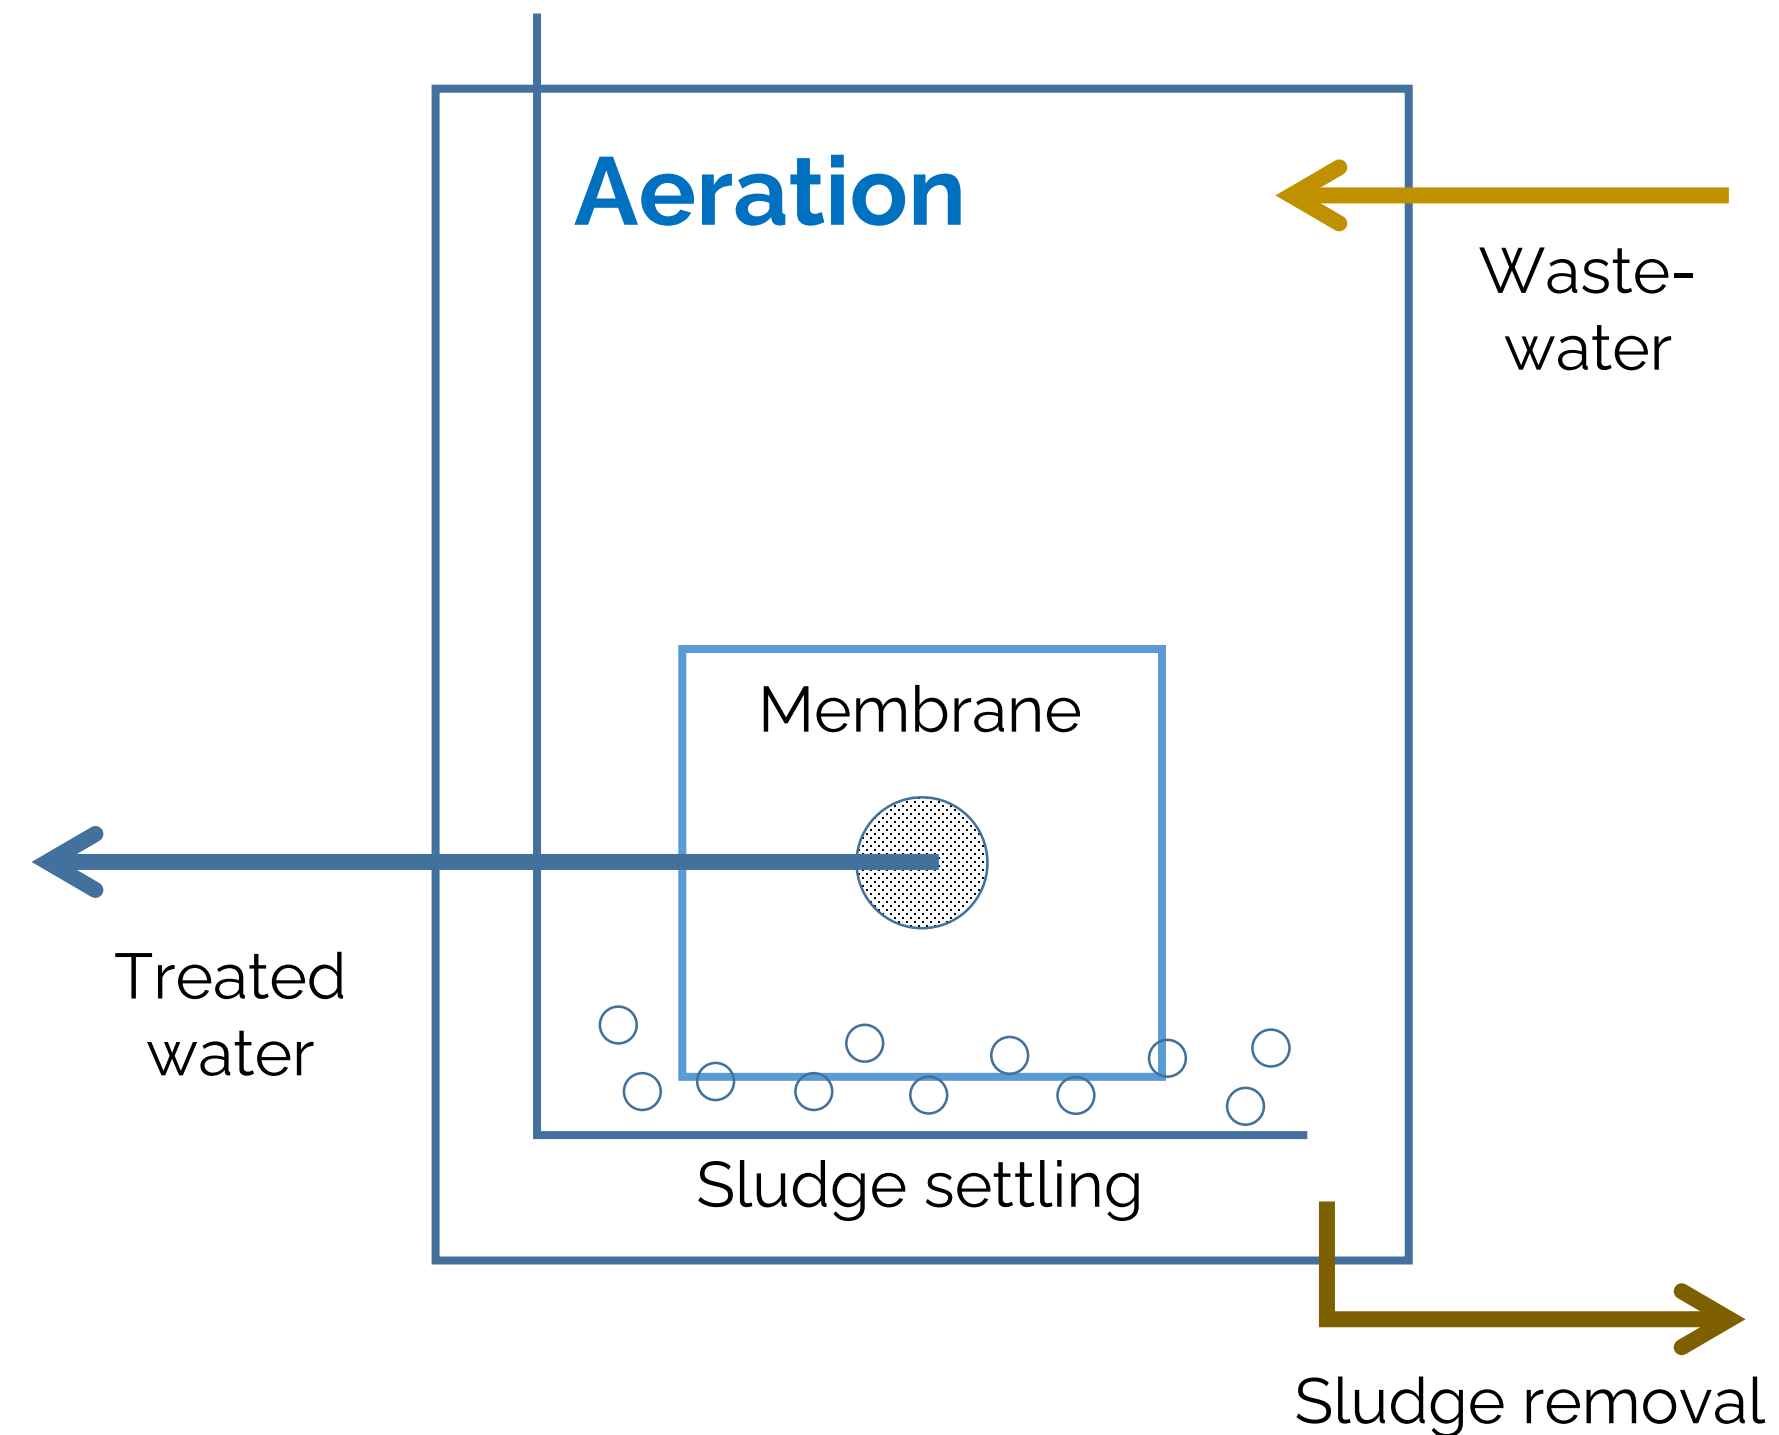 Aeration
Waste-
water
Membrane
Treated
water
Sludge settling
Sludge removal